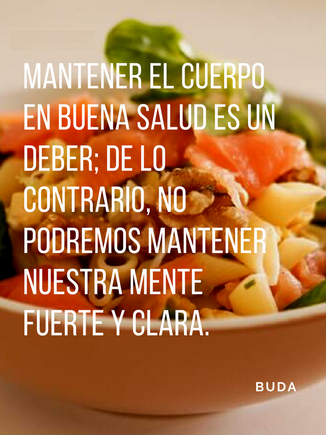 MANTENER EL CUERPO
EN BUENA SALUD ES UN
DEBER; DE LO
CONTRARIO, NO
PODREMOS MANTENER
NUESTRA MENTE
FUERTE Y CLARA.
BUDA